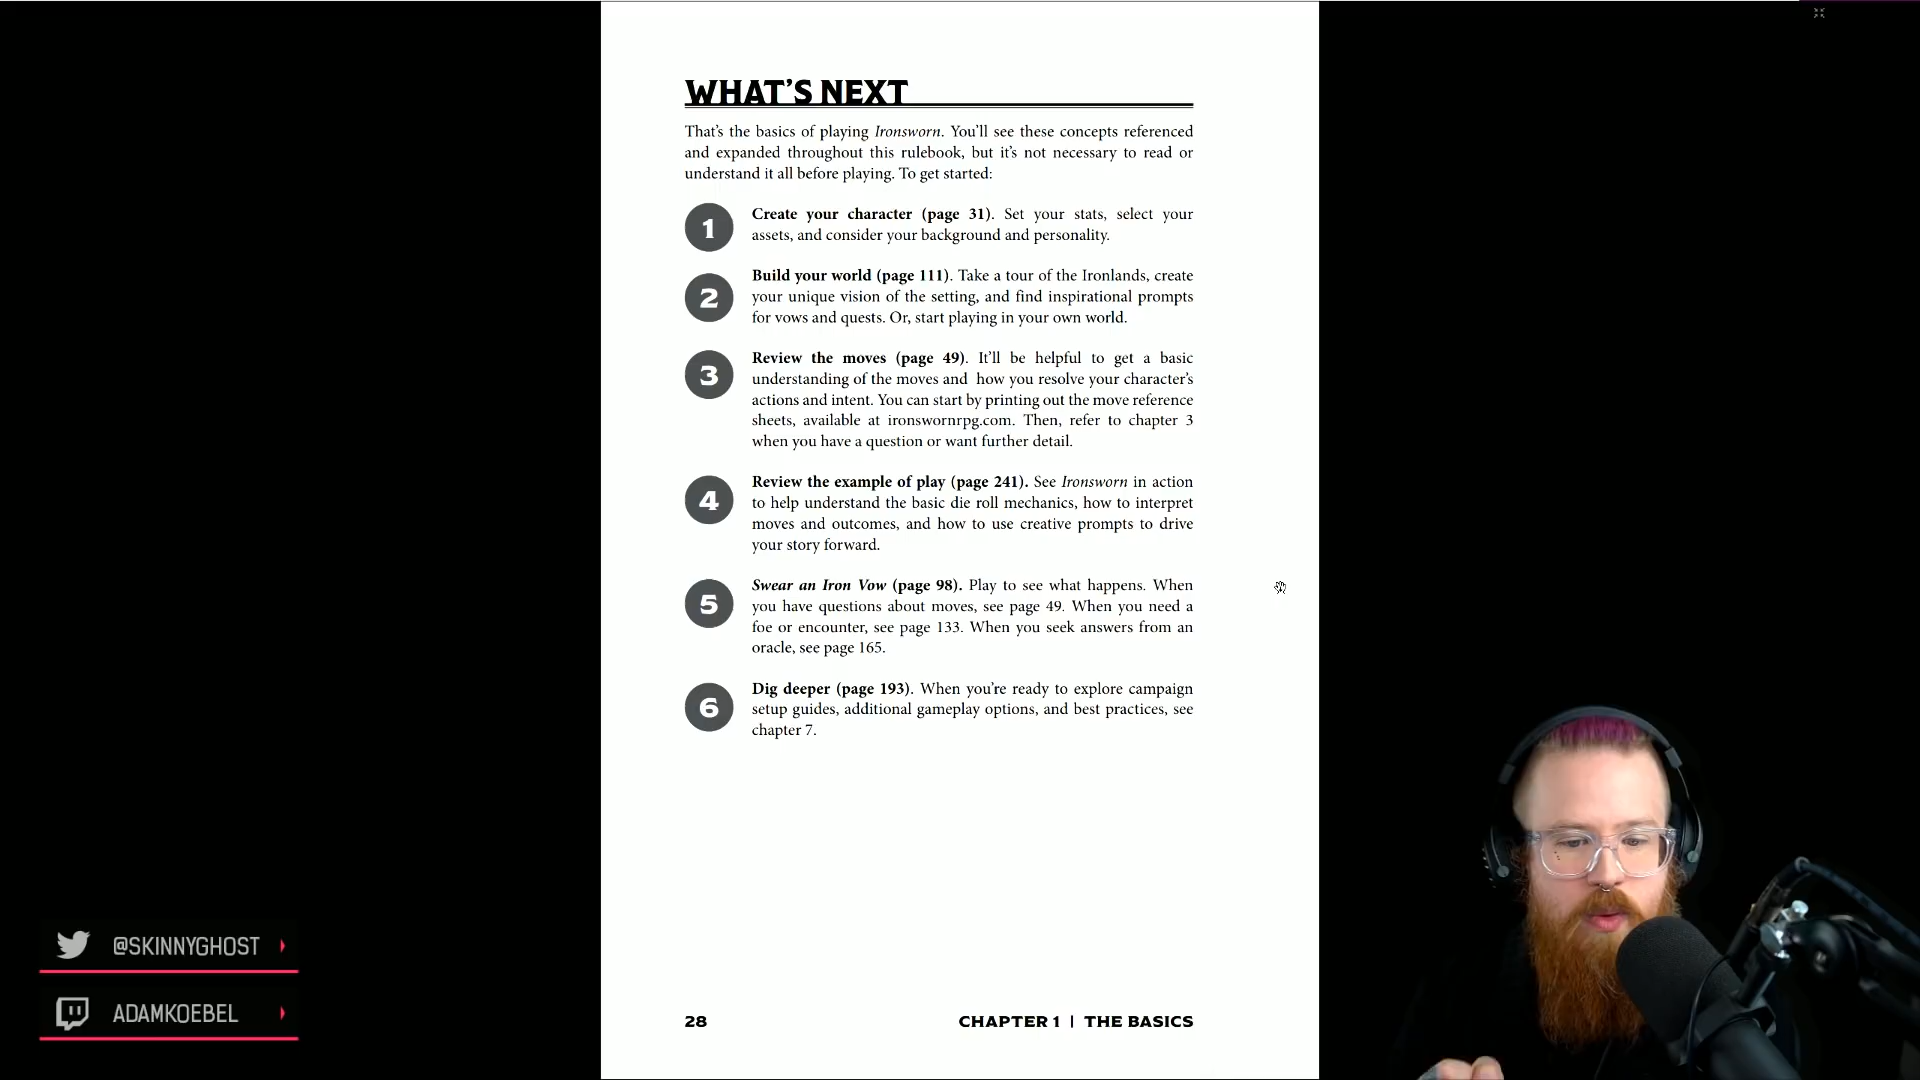 WHAT'S NEXT
That's the basics of playing Ironsworn. You'll see these concepts referenced
and expanded throughout this rulebook, but it's not necessary to read or
understand it all before playing. To get started:
1
Create your character (page 31). Set your stats, select your
assets, and consider your background and personality.
2
Build your world (page 111). Take a tour of the Ironlands, create
your unique vision of the setting, and find inspirational prompts
for vows and quests. Or, start playing in your own world.
3
Review the moves (page 49). It'll be helpful to get a basic
understanding of the moves and how you resolve your character's
actions and intent. You can start by printing out the move reference
sheets, available at ironswornrpg.com. Then, refer to chapter 3
when you have a question or want further detail.
4
Review the example of play (page 241). See Ironsworn in action
to help understand the basic die roll mechanics, how to interpret
moves and outcomes, and how to use creative prompts to drive
your story forward.
5
Swear an Iron Vow (page 98). Play to see what happens. When
you have questions about moves, see page 49. When you need a
foe or encounter, see page 133. When you seek answers from an
oracle, see page 165.
6
Dig deeper (page 193). When you're ready to explore campaign
setup guides, additional gameplay options, and best practices, see
chapter 7.
@SKINNYGHOST
ADAMKOEBEL
28
CHAPTER 1 | THE BASICS